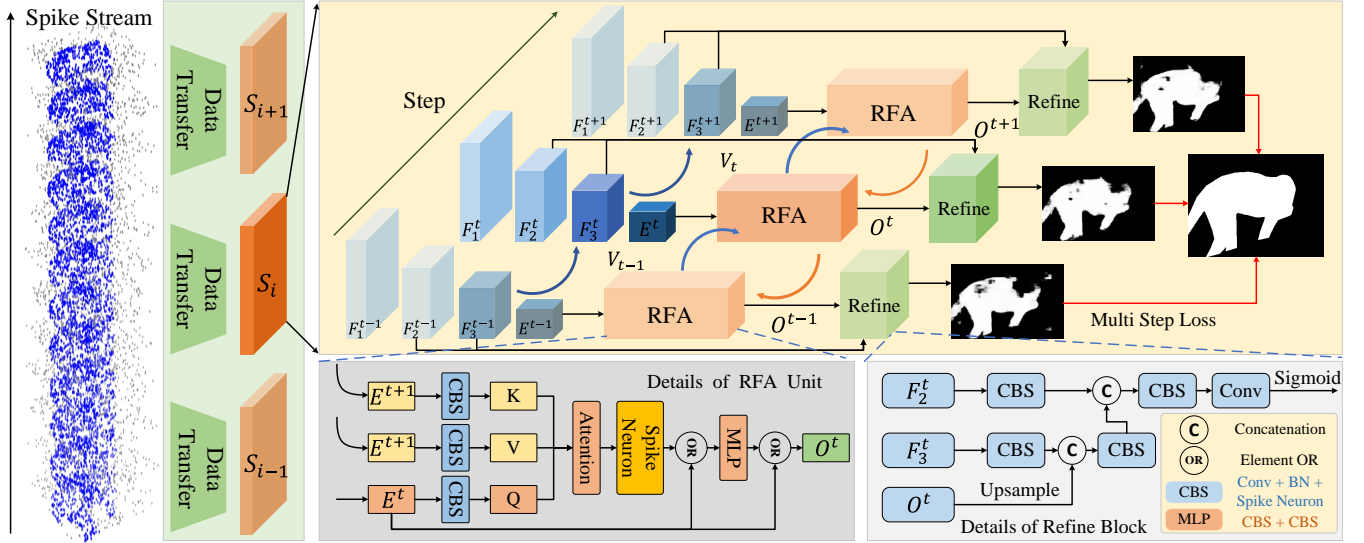 Spike Stream
Data
Transfer
S_{i+1}
Data
Transfer
S_i
Data
Transfer
S_{i-1}
Step
F_1^{t+1}
F_2^{t+1}
F_3^{t+1}
E^{t+1}
RFA
O^{t+1}
Refine
F_1^t
F_2^t
F_3^t
E^t
V_t
RFA
O^t
Refine
F_1^{t-1}
F_2^{t-1}
F_3^{t-1}
E^{t-1}
V_{t-1}
RFA
O^{t-1}
Refine
Multi Step Loss
Details of RFA Unit
E^{t+1}
CBS
K
E^{t+1}
CBS
V
E^t
CBS
Q
Attention
Spike
Neuron
OR
MLP
OR
O^t
F_2^t
CBS
C
CBS
Conv
Sigmoid
F_3^t
CBS
C
CBS
O^t
Upsample
Details of Refine Block
C
Concatenation
OR
Element OR
CBS
Conv + BN +
Spike Neuron
MLP
CBS + CBS